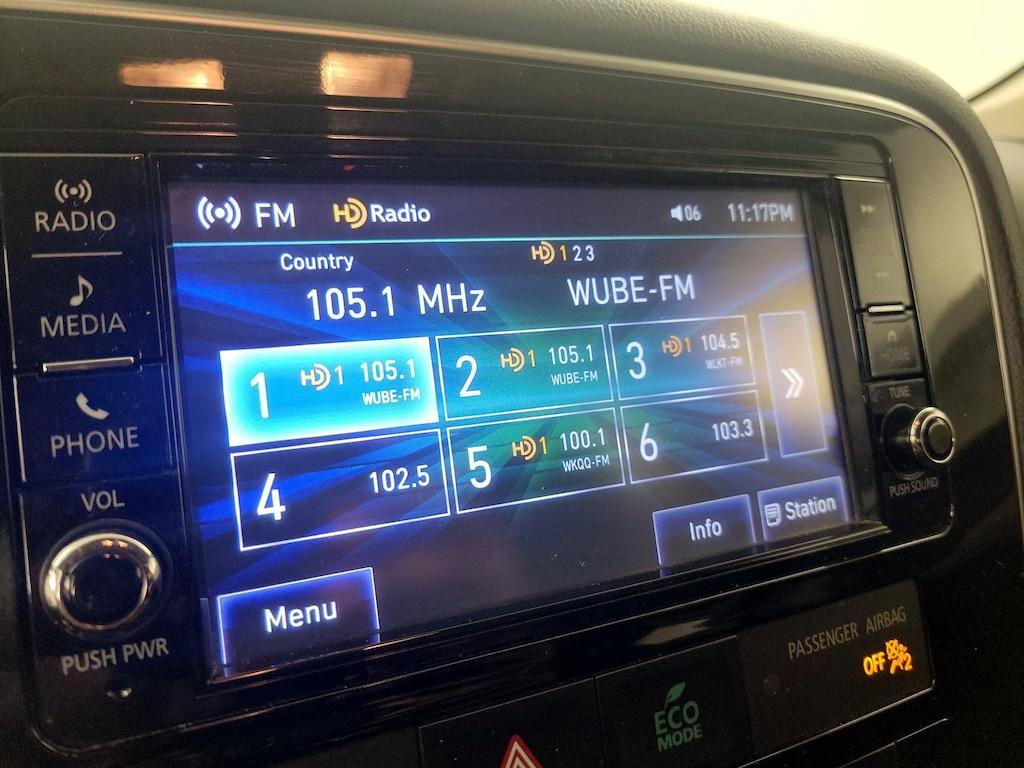 RADIO
MEDIA
PHONE
VOL
PUSH PWR
FM
HD Radio
06
11:17PM
Country
HD 1 2 3
105.1 MHz
WUBE-FM
1
HD 1
105.1
WUBE-FM
2
HD 1
105.1
WUBE-FM
3
HD 1
104.5
WLKT-FM
4
102.5
5
HD 1
100.1
WKQQ-FM
6
103.3
Info
Station
Menu
HOME
TUNE
PUSH SOUND
ECO
MODE
PASSENGER AIRBAG
OFF 2